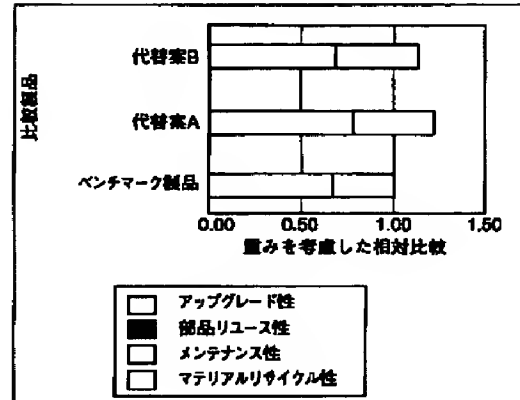 比較製品
代替案B
代替案A
ベンチマーク製品
0.00 0.50 1.00 1.50
重みを考慮した相対比較
アップグレード性
部品リユース性
メンテナンス性
マテリアルリサイクル性